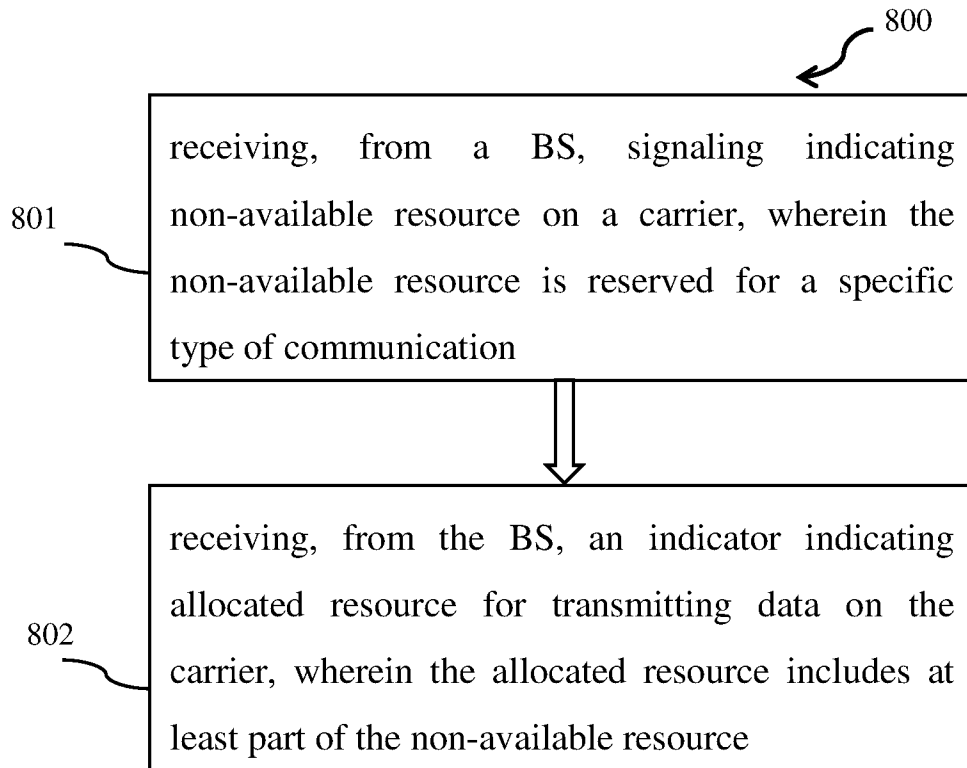 800
receiving, from a BS, signaling indicating
non-available resource on a carrier, wherein the
801
non-available resource is reserved for a specific
type of communication
receiving, from the BS, an indicator indicating
allocated resource for transmitting data on the
802
carrier, wherein the allocated resource includes at
least part of the non-available resource